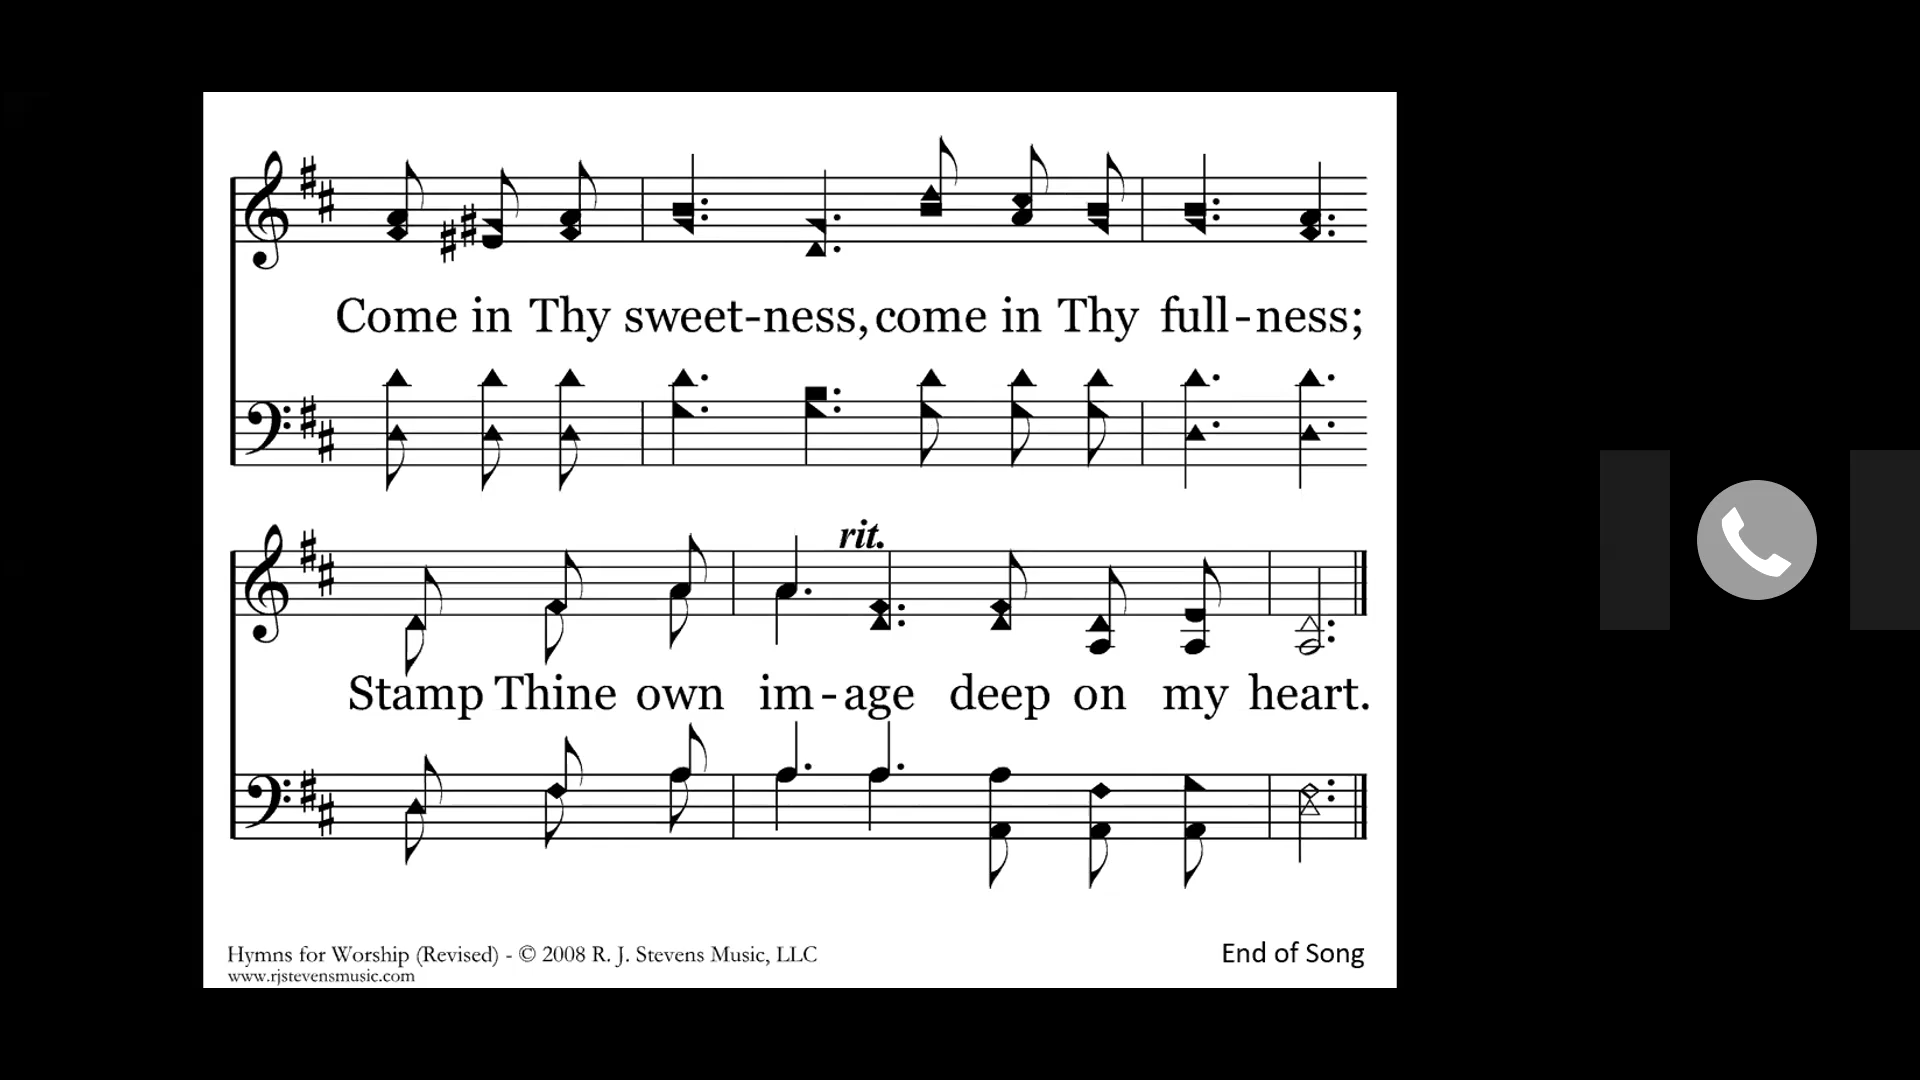 Come in Thy sweet-ness, come in Thy full-ness;
rit.
Stamp Thine own im-age deep on my heart.
Hymns for Worship (Revised) - © 2008 R. J. Stevens Music, LLC
www.rjstevensmusic.com
End of Song